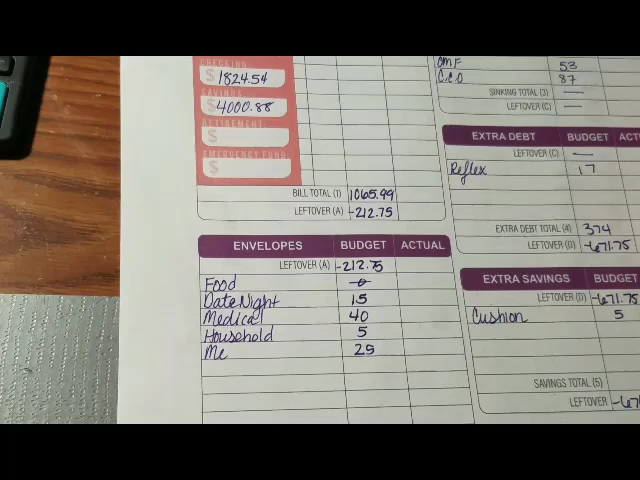 CHECKING
$ 1824.54
SAVINGS
$4000.88
RETIREMENT:
$
EMERGENCY FUND:
$
BILL TOTAL (1) 1065.99
LEFTOVER (A) -212.75
ENVELOPES BUDGET ACTUAL
LEFTOVER (A) -212.75
Food -0-
Date Night 15
Medical 40
Household 5
Me 25
OMF 53
C.C.O 87
SINKING TOTAL (3) —
LEFTOVER (C) —
EXTRA DEBT BUDGET ACT
LEFTOVER (C) —
Reflex 17
EXTRA DEBT TOTAL (4) 374
LEFTOVER (D) -671.75
EXTRA SAVINGS BUDGET
LEFTOVER (D) -671.75
Cushion 5
SAVINGS TOTAL (5)
LEFTOVER -67